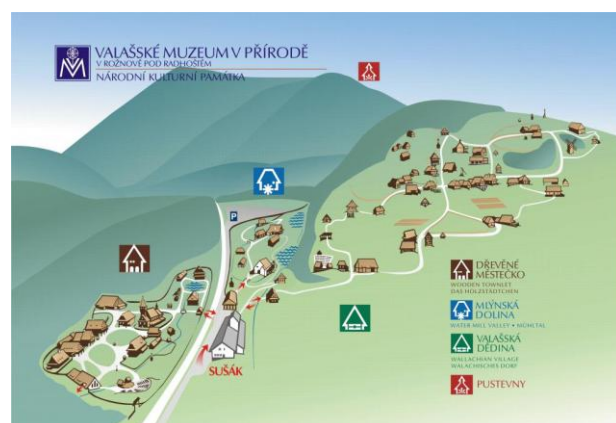 VALAŠSKÉ MUZEUM V PŘÍRODĚ
V ROŽNOVĚ POD RADHOŠTĚM
NÁRODNÍ KULTURNÍ PAMÁTKA
P
SUŠÁK
DŘEVĚNÉ
MĚSTEČKO
WOODEN TOWNLET
DAS HOLZSTÄDTCHEN
MLÝNSKÁ
DOLINA
WATER MILL VALLEY • MÜHLTAL
VALAŠSKÁ
DĚDINA
WALLACHIAN VILLAGE
WALACHISCHES DORF
PUSTEVNY